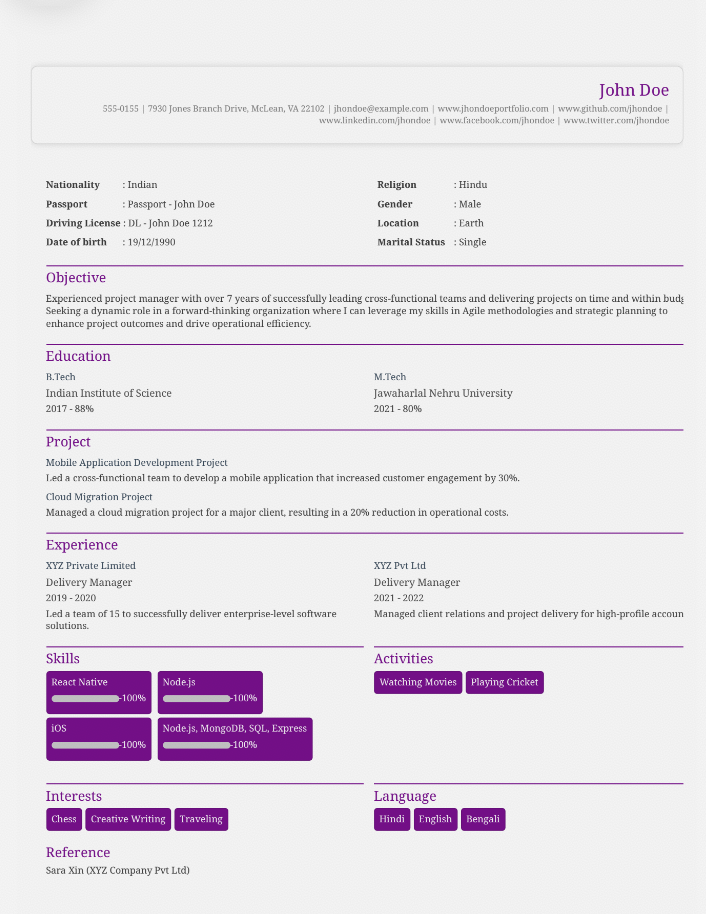 John Doe
555-0155 | 7930 Jones Branch Drive, McLean, VA 22102 | jhondoe@example.com | www.jhondoeportfolio.com | www.github.com/jhondoe |
www.linkedin.com/jhondoe | www.facebook.com/jhondoe | www.twitter.com/jhondoe
Nationality : Indian
Passport : Passport - John Doe
Driving License : DL - John Doe 1212
Date of birth : 19/12/1990
Religion : Hindu
Gender : Male
Location : Earth
Marital Status : Single
Objective
Experienced project manager with over 7 years of successfully leading cross-functional teams and delivering projects on time and within
Seeking a dynamic role in a forward-thinking organization where I can leverage my skills in Agile methodologies and strategic planning to
enhance project outcomes and drive operational efficiency.
Education
B.Tech
Indian Institute of Science
2017 - 88%
M.Tech
Jawaharlal Nehru University
2021 - 80%
Project
Mobile Application Development Project
Led a cross-functional team to develop a mobile application that increased customer engagement by 30%.
Cloud Migration Project
Managed a cloud migration project for a major client, resulting in a 20% reduction in operational costs.
Experience
XYZ Private Limited
Delivery Manager
2019 - 2020
Led a team of 15 to successfully deliver enterprise-level software
solutions.
XYZ Pvt Ltd
Delivery Manager
2021 - 2022
Managed client relations and project delivery for high-profile accoun
Skills
React Native
-100%
Node.js
-100%
iOS
-100%
Node.js, MongoDB, SQL, Express
-100%
Activities
Watching Movies
Playing Cricket
Interests
Chess
Creative Writing
Traveling
Language
Hindi
English
Bengali
Reference
Sara Xin (XYZ Company Pvt Ltd)